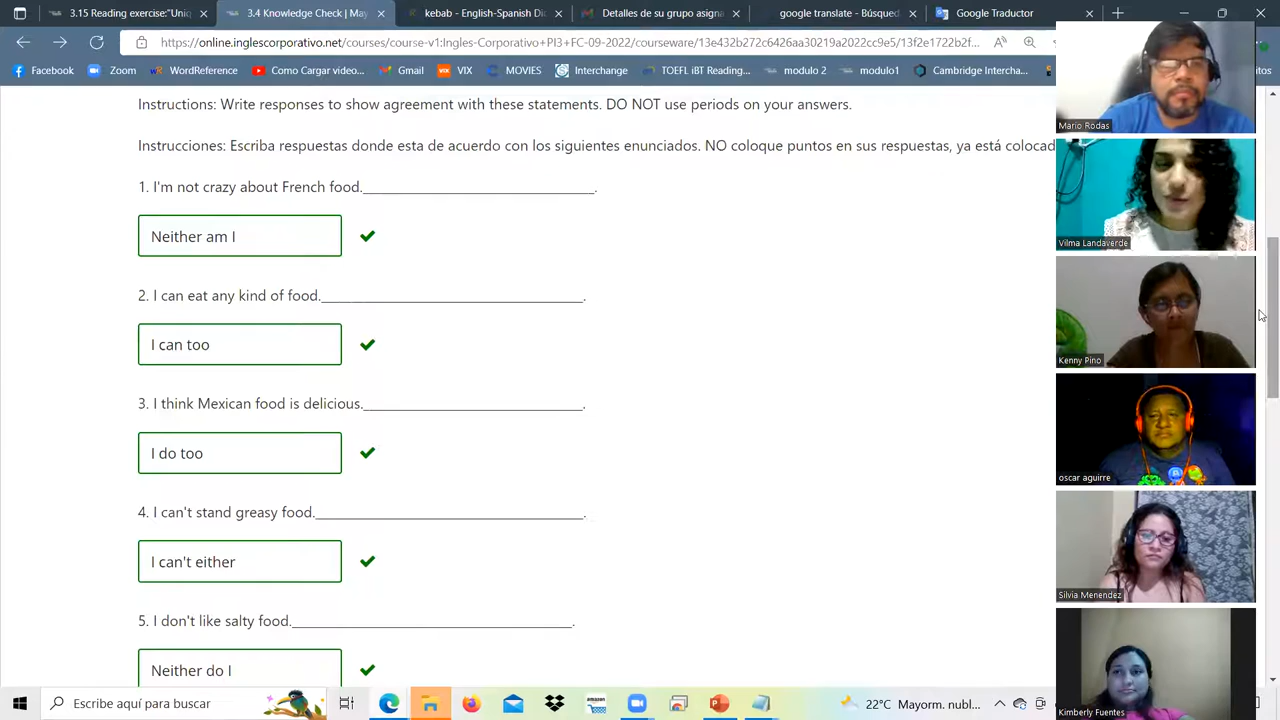 3.15 Reading exercise:"Uniq
3.4 Knowledge Check | May
kebab - English-Spanish Di
Detalles de su grupo asigna
google translate - Búsqued
Google Traductor
https://online.inglescorporativo.net/courses/course-v1:Ingles-Corporativo+PI3+FC-09-2022/courseware/13e432b272c6426aa30219a2022cc9e5/13f2e1722b2f...
Facebook
Zoom
WordReference
Como Cargar video...
Gmail
VIX
MOVIES
Interchange
TOEFL iBT Reading...
modulo 2
modulo1
Cambridge Intercha...
Instructions: Write responses to show agreement with these statements. DO NOT use periods on your answers.
Instrucciones: Escriba respuestas que esta de acuerdo con los siguientes enunciados. NO coloque puntos en sus respuestas, ya está colocad
1. I'm not crazy about French food.____________________.
Neither am I
2. I can eat any kind of food.____________________.
I can too
3. I think Mexican food is delicious.____________________.
I do too
4. I can't stand greasy food.____________________.
I can't either
5. I don't like salty food.____________________.
Neither do I
Mario Rodas
Vilma Landaverde
Kenny Pino
oscar aguirre
Silvia Menendez
Kimberly Fuentes
Escribe aquí para buscar
22°C Mayorm. nubl...